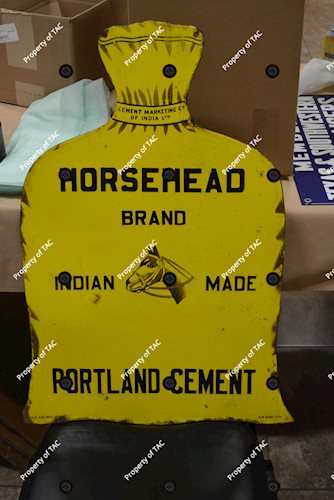 CEMENT MARKETING CO
OF INDIA LTD
HORSEHEAD
BRAND
INDIAN MADE
PORTLAND CEMENT
Property of TAC